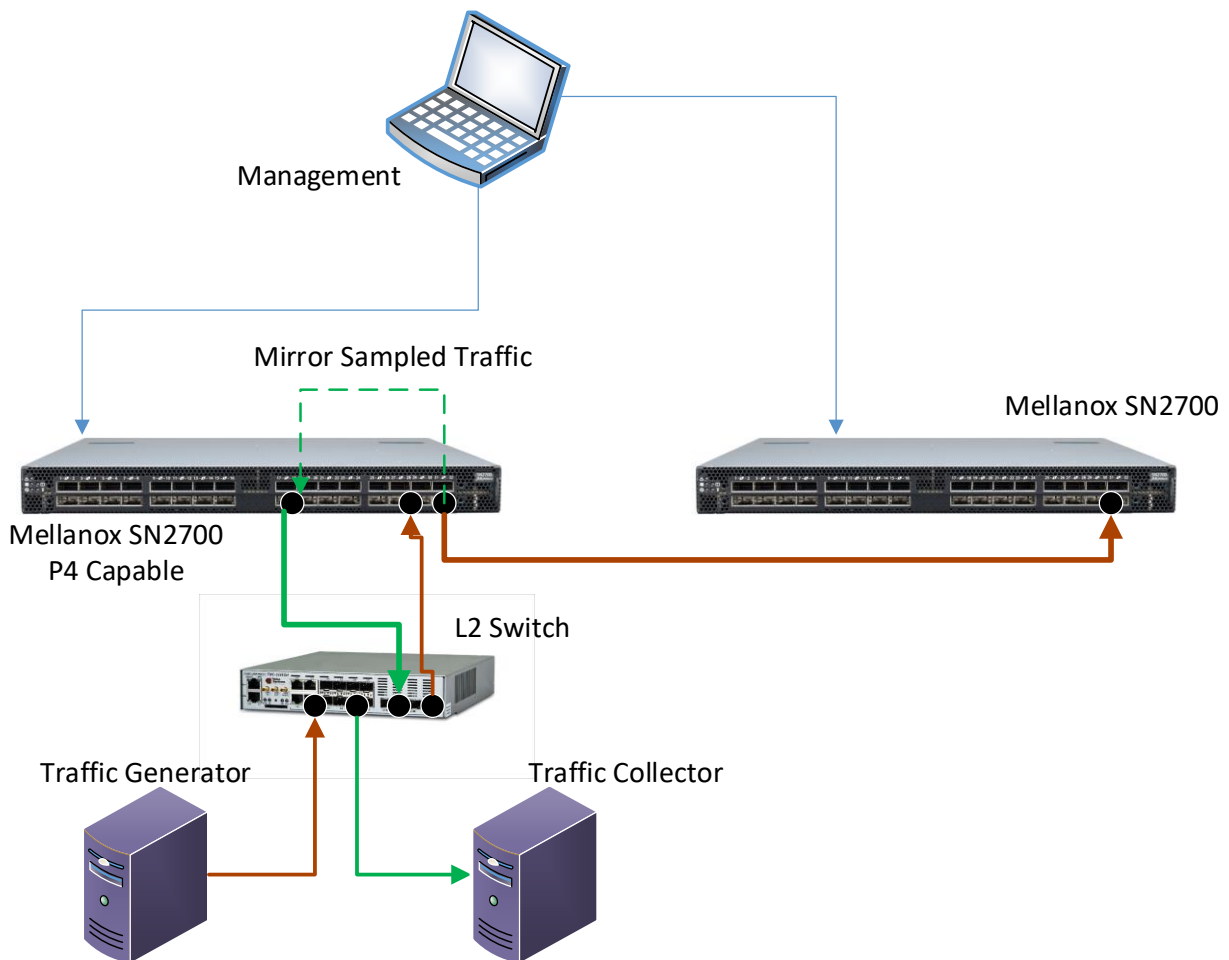 Management
Mirror Sampled Traffic
Mellanox SN2700
Mellanox SN2700
P4 Capable
L2 Switch
Traffic Generator
Traffic Collector